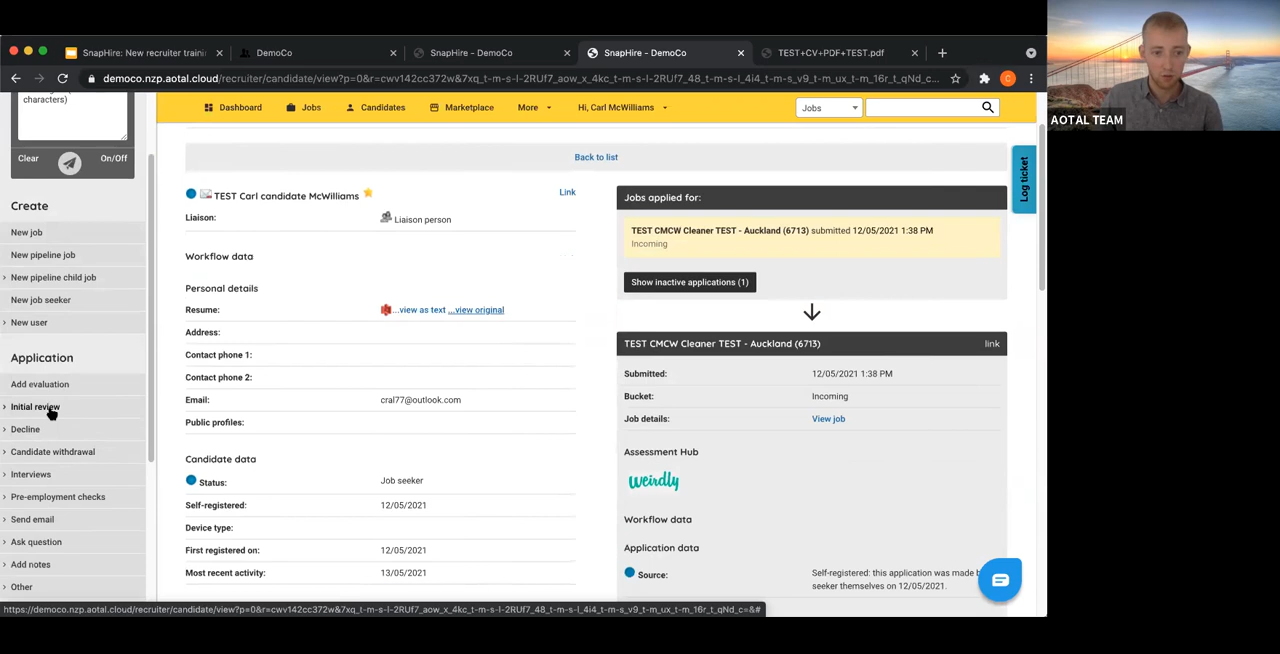 SnapHire: New recruiter traini
DemoCo
SnapHire - DemoCo
SnapHire - DemoCo
TEST+CV+PDF+TEST.pdf
democo.nzp.aotal.cloud/recruiter/candidate/view?p=0&r=cwv142cc372w&7xq_t-m-s-l-2RUf7_aow_x_4kc_t-m-s-l_4i4_t-m-s_v9_t-m_ux_t-m_16r_t_qNd_c...
C
AOTAL TEAM
Dashboard Jobs Candidates Marketplace More Hi, Carl McWilliams Jobs
characters)
Clear On/Off
Create
New job
New pipeline job
New pipeline child job
New job seeker
New user
Application
Add evaluation
Initial review
Decline
Candidate withdrawal
Interviews
Pre-employment checks
Send email
Ask question
Add notes
Other
Back to list
TEST Carl candidate McWilliams Link
Liaison: Liaison person
Workflow data
Personal details
Resume: ...view as text ...view original
Address:
Contact phone 1:
Contact phone 2:
Email: cral77@outlook.com
Public profiles:
Candidate data
Status: Job seeker
Self-registered: 12/05/2021
Device type:
First registered on: 12/05/2021
Most recent activity: 13/05/2021
Jobs applied for:
TEST CMCW Cleaner TEST - Auckland (6713) submitted 12/05/2021 1:38 PM
Incoming
Show inactive applications (1)
TEST CMCW Cleaner TEST - Auckland (6713) link
Submitted: 12/05/2021 1:38 PM
Bucket: Incoming
Job details: View job
Assessment Hub
weirdly
Workflow data
Application data
Source: Self-registered: this application was made b
seeker themselves on 12/05/2021.
Log ticket
https://democo.nzp.aotal.cloud/recruiter/candidate/view?p=0&r=cwv142cc372w&7xq_t-m-s-l-2RUf7_aow_x_4kc_t-m-s-l-2RUf7_48_t-m-s-l_4i4_t-m-s_v9_t-m_ux_t-m_16r_t_qNd_c=&#